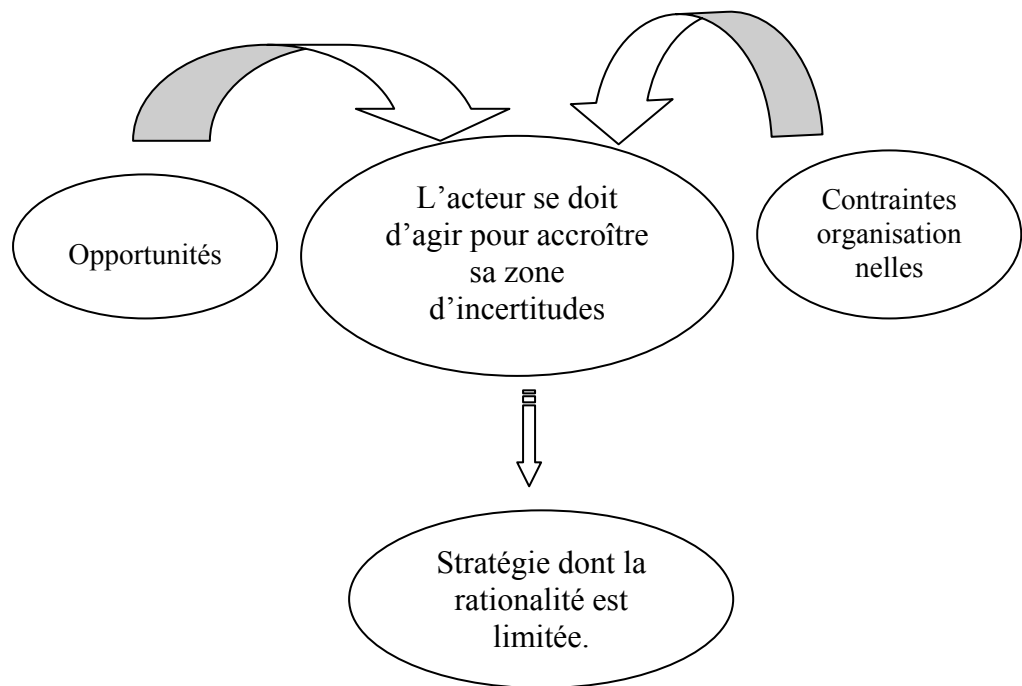 Opportunités
L’acteur se doit
d’agir pour accroître
sa zone
d’incertitudes
Contraintes
organisation
nelles
Stratégie dont la
rationalité est
limitée.